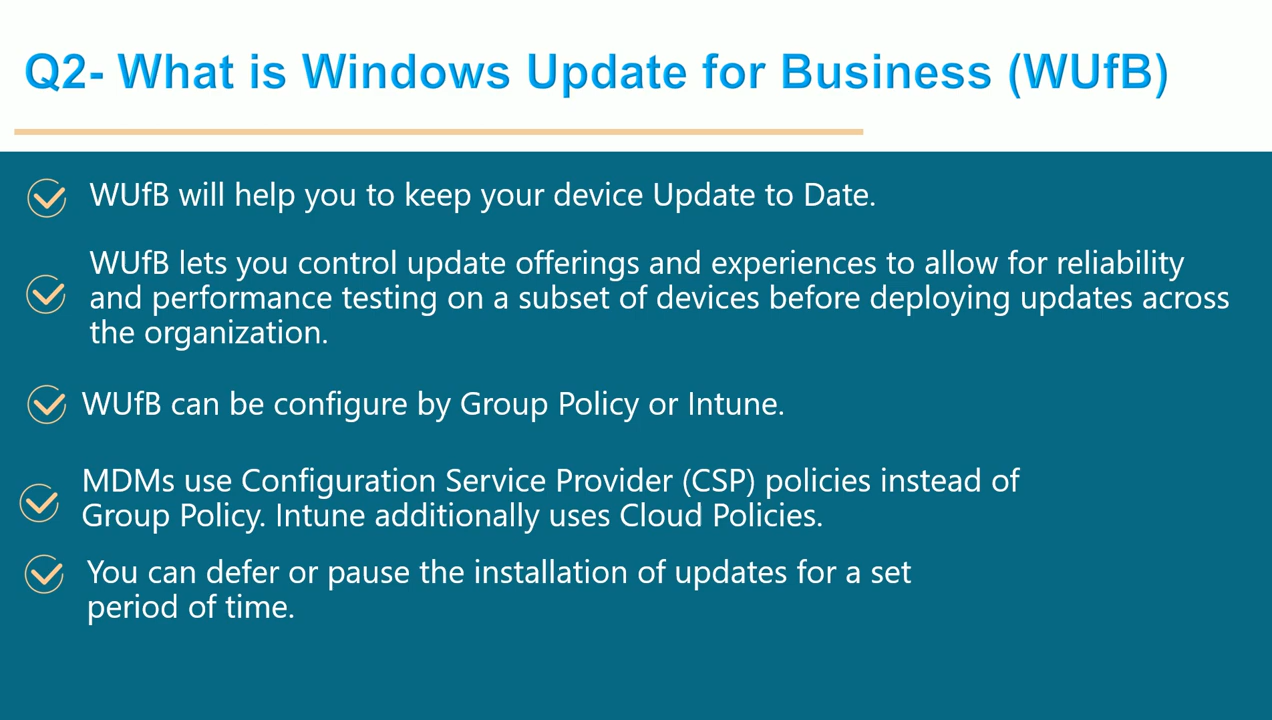 Q2- What is Windows Update for Business (WUfB)
WUfB will help you to keep your device Update to Date.
WUfB lets you control update offerings and experiences to allow for reliability
and performance testing on a subset of devices before deploying updates across
the organization.
WUfB can be configure by Group Policy or Intune.
MDMs use Configuration Service Provider (CSP) policies instead of
Group Policy. Intune additionally uses Cloud Policies.
You can defer or pause the installation of updates for a set
period of time.